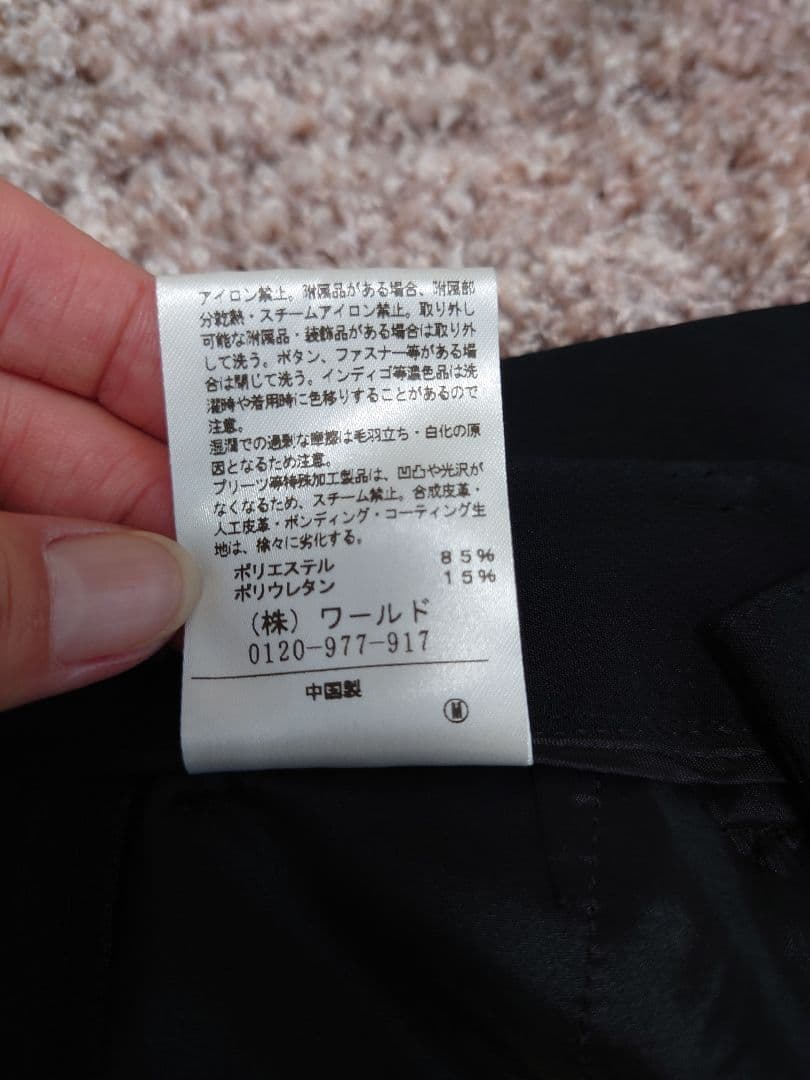 アイロン禁止。附属品がある場合、附属部
分乾熱・スチームアイロン禁止。取り外し
可能な附属品・装飾品がある場合は取り外
して洗う。ボタン、ファスナー等がある場
合は閉じて洗う。インディゴ等濃色品は洗
濯時や着用時に色移りすることがあるので
注意。
湿潤での過剰な摩擦は毛羽立ち・白化の原
因となるため注意。
プリーツ等特殊加工製品は、凹凸や光沢が
なくなるため、スチーム禁止。合成皮革・
人工皮革・ボンディング・コーティング生
地は、徐々に劣化する。
ポリエステル 85%
ポリウレタン 15%
(株) ワールド
0120-977-917
中国製
Ⓜ